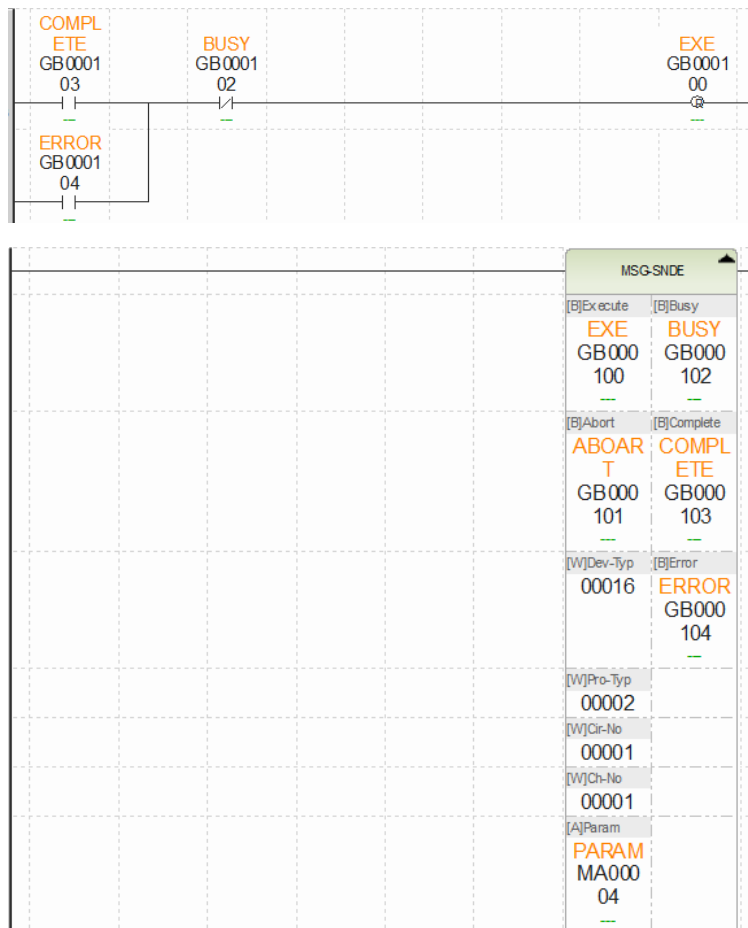 COMPL
ETE
GB0001
03
BUSY
GB0001
02
EXE
GB0001
00
---
---
---
ERROR
GB0001
04
---
MSG-SNDE
[B]Execute [B]Busy
EXE BUSY
GB000 GB000
100 102
--- ---
[B]Abort [B]Complete
ABOAR COMPL
T ETE
GB000 GB000
101 103
--- ---
[W]Dev-Typ [B]Error
00016 ERROR
GB000
104
---
[W]Pro-Typ
00002
[W]Cir-No
00001
[W]Ch-No
00001
[A]Param
PARAM
MA000
04
---